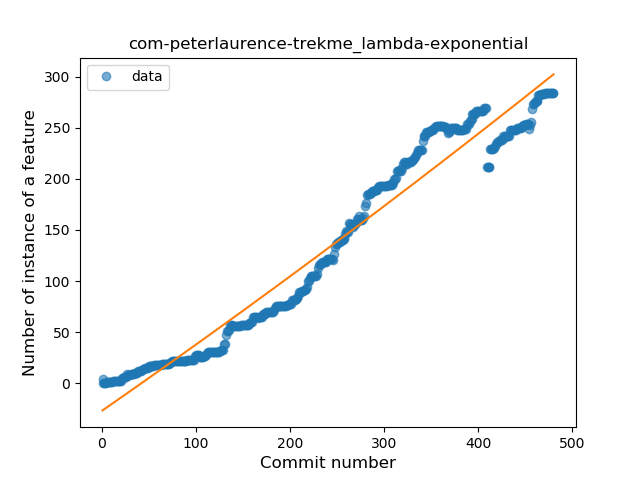 com-peterlaurence-trekme_lambda-exponential
data
Number of instance of a feature
300
250
200
150
100
50
0
0 100 200 300 400 500
Commit number